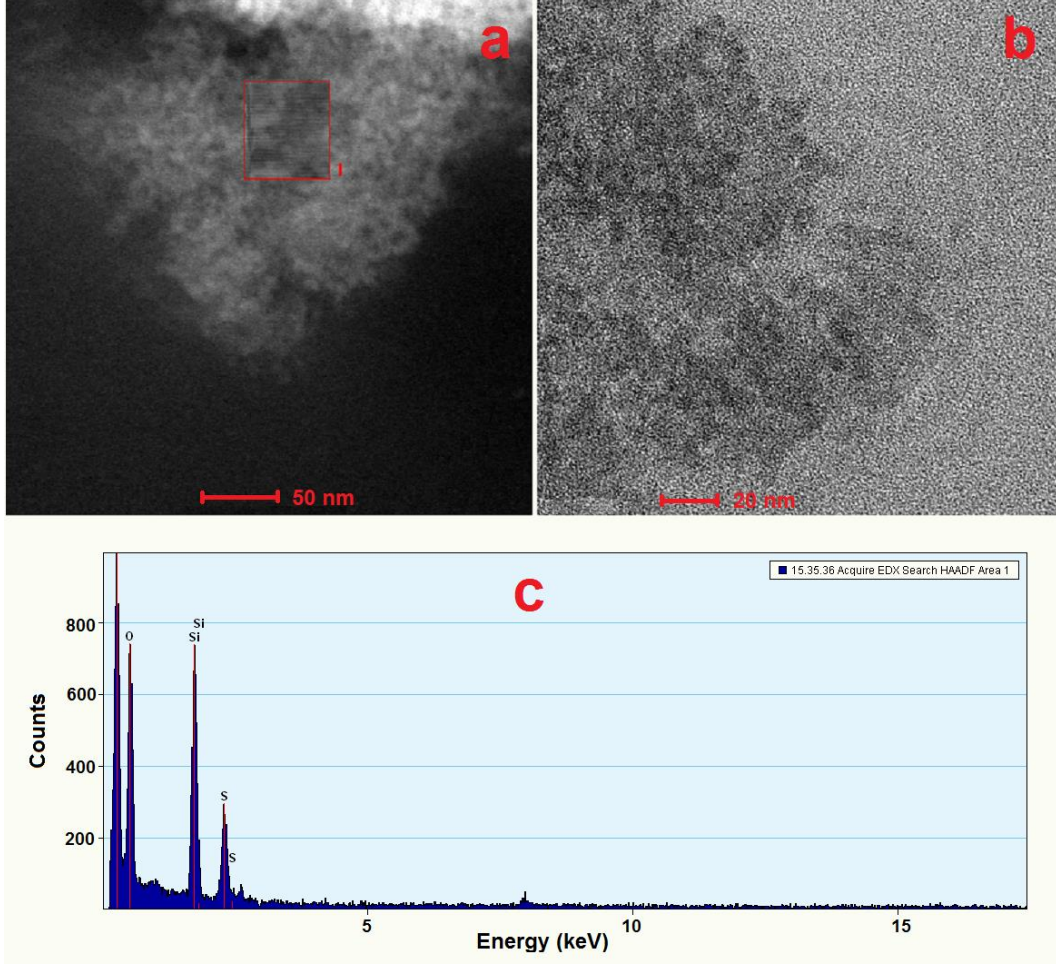 a
b
1
50 nm
20 nm
c
15.35.36 Acquire EDX Search HAADF Area 1
Counts
800
600
400
200
O
Si
Si
S
S
5
10
15
Energy (keV)